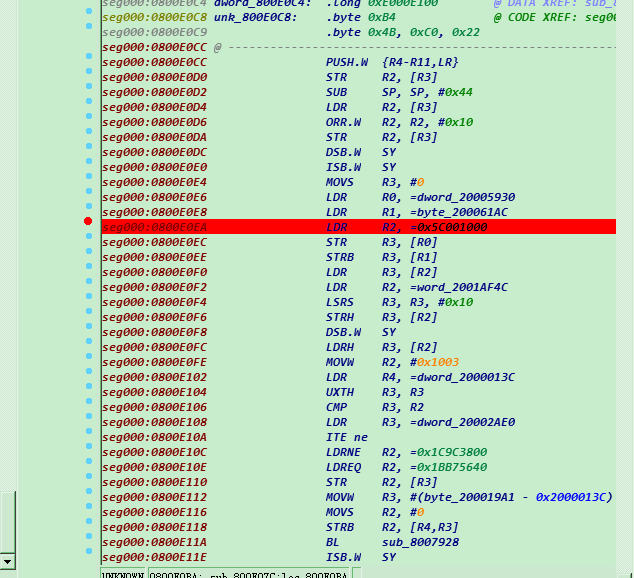 seg000:0800E0C4 dword_800E0C4: .long 0xE000E100 @ DATA XREF: sub_8
seg000:0800E0C8 unk_800E0C8: .byte 0xB4 @ CODE XREF: seg00
seg000:0800E0C9 .byte 0x4B, 0xC0, 0x22
seg000:0800E0CC @ ---------------------------------------------------------
seg000:0800E0CC PUSH.W {R4-R11,LR}
seg000:0800E0D0 STR R2, [R3]
seg000:0800E0D2 SUB SP, SP, #0x44
seg000:0800E0D4 LDR R2, [R3]
seg000:0800E0D6 ORR.W R2, R2, #0x10
seg000:0800E0DA STR R2, [R3]
seg000:0800E0DC DSB.W SY
seg000:0800E0E0 ISB.W SY
seg000:0800E0E4 MOVS R3, #0
seg000:0800E0E6 LDR R0, =dword_20005930
seg000:0800E0E8 LDR R1, =byte_200061AC
seg000:0800E0EA LDR R2, =0x5C001000
seg000:0800E0EC STR R3, [R0]
seg000:0800E0EE STRB R3, [R1]
seg000:0800E0F0 LDR R3, [R2]
seg000:0800E0F2 LDR R2, =word_2001AF4C
seg000:0800E0F4 LSRS R3, R3, #0x10
seg000:0800E0F6 STRH R3, [R2]
seg000:0800E0F8 DSB.W SY
seg000:0800E0FC LDRH R3, [R2]
seg000:0800E0FE MOVW R2, #0x1003
seg000:0800E102 LDR R4, =dword_2000013C
seg000:0800E104 UXTH R3, R3
seg000:0800E106 CMP R3, R2
seg000:0800E108 LDR R3, =dword_20002AE0
seg000:0800E10A ITE ne
seg000:0800E10C LDRNE R2, =0x1C9C3800
seg000:0800E10E LDREQ R2, =0x1BB75640
seg000:0800E110 STR R2, [R3]
seg000:0800E112 MOVW R3, #(byte_200019A1 - 0x2000013C)
seg000:0800E116 MOVS R2, #0
seg000:0800E118 STRB R2, [R4,R3]
seg000:0800E11A BL sub_8007928
seg000:0800E11E ISB.W SY